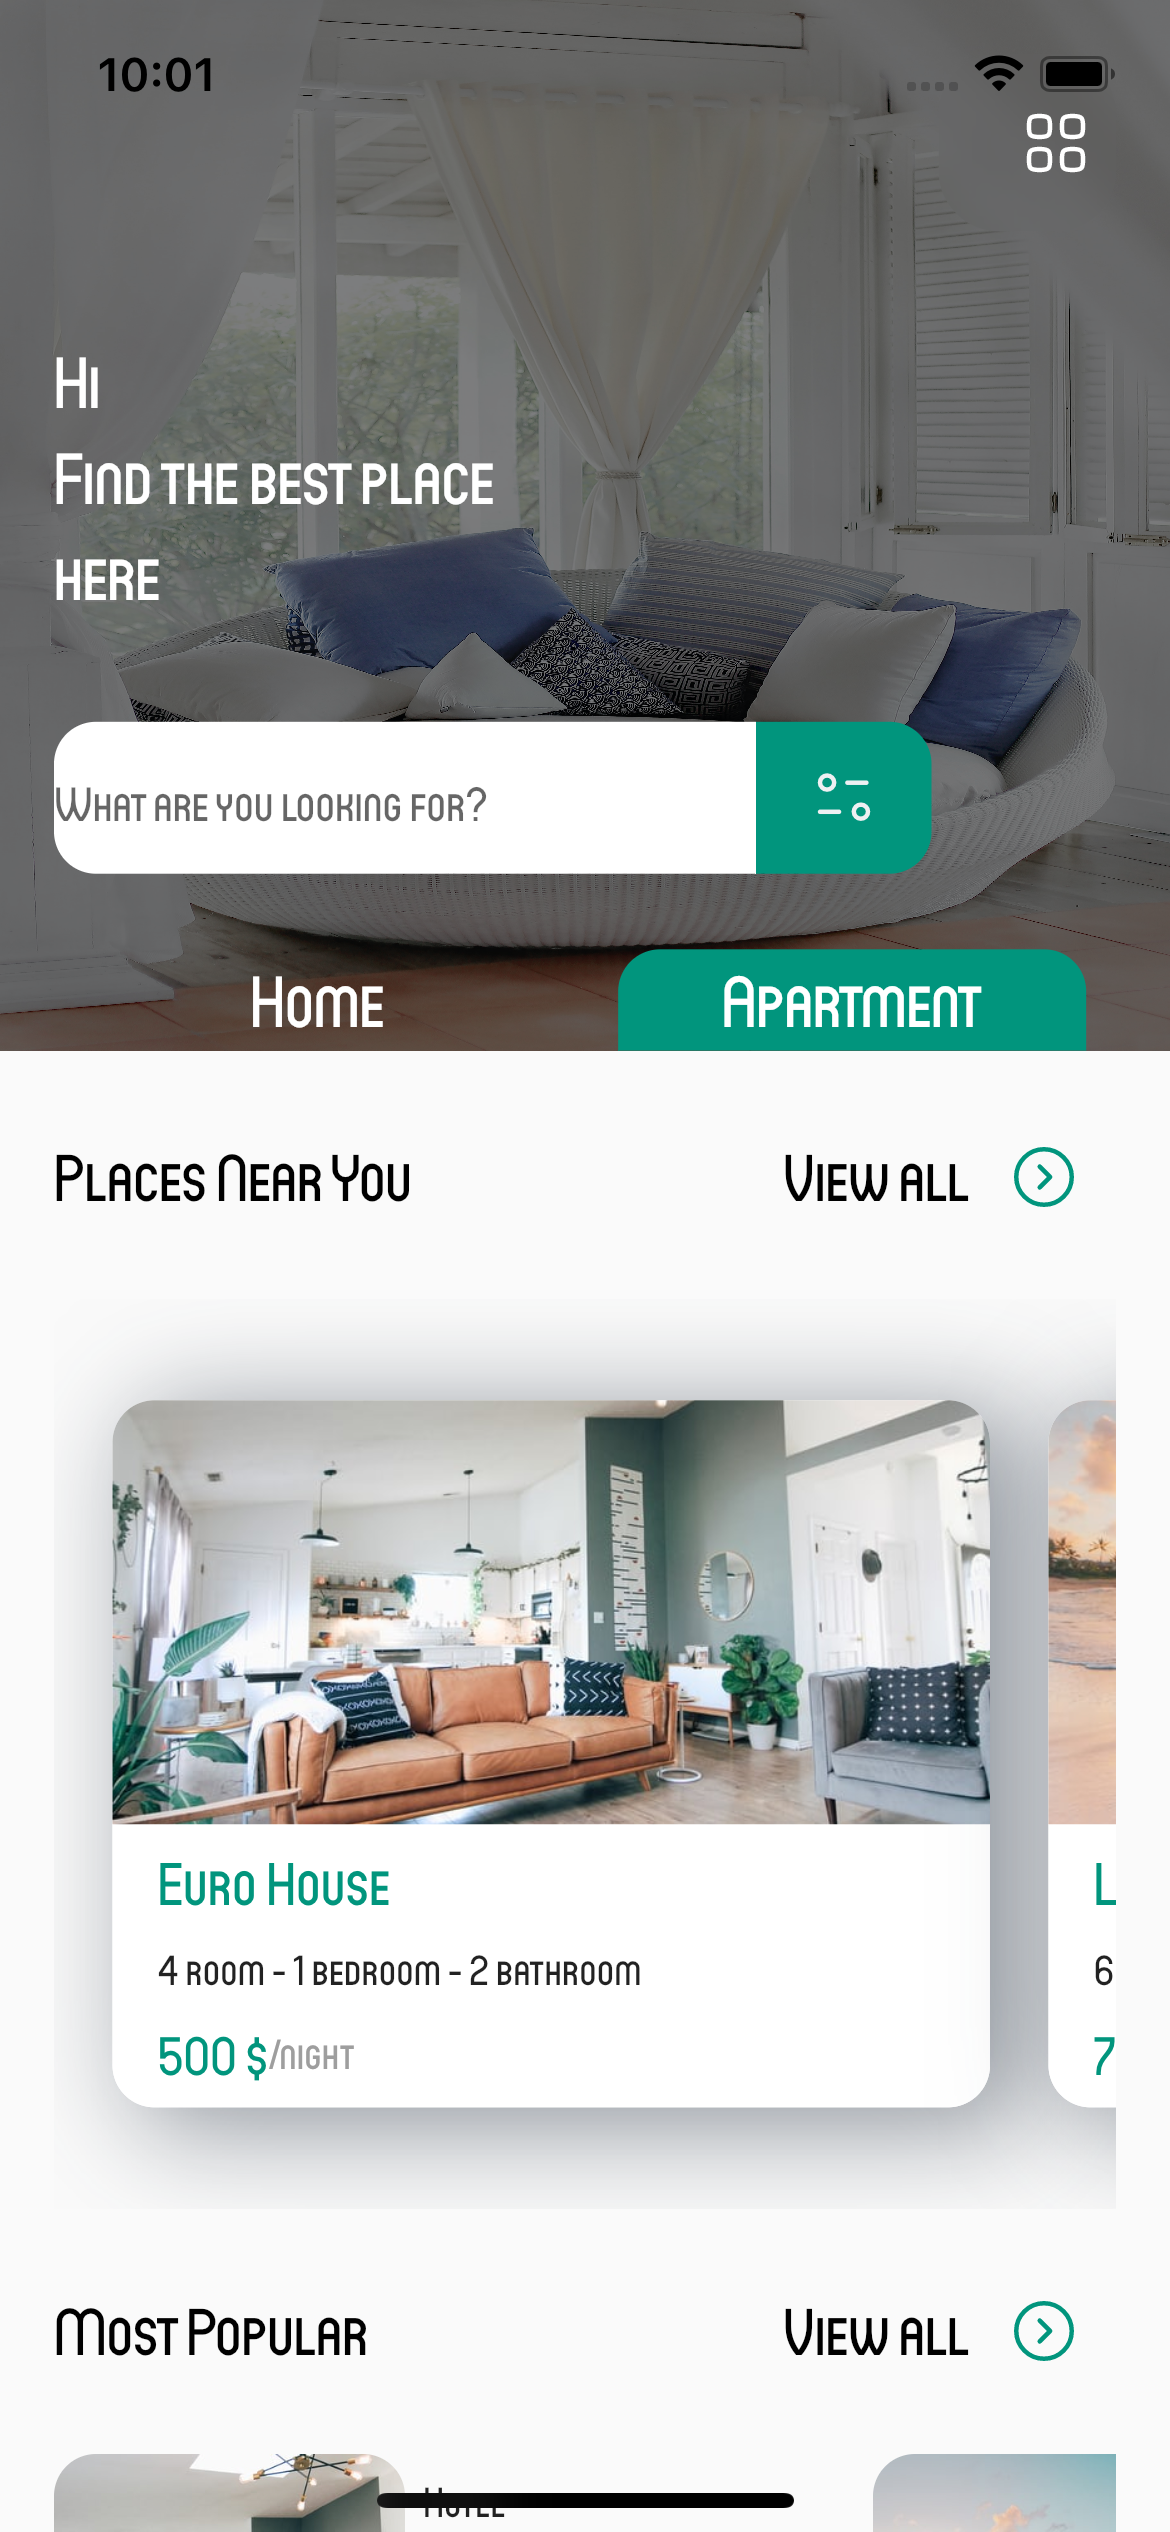 10:01
Hi
Find the best place
here
What are you looking for?
Home
Apartment
Places Near You
View all
Euro House
4 room - 1 bedroom - 2 bathroom
500 $/night
L
6
7
Most Popular
View all